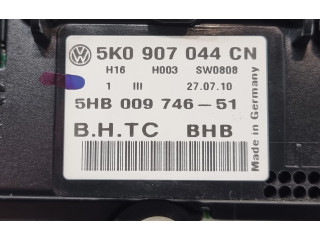 5K0 907 044 CN
H16 H003 SW0808
1 III 27.07.10
5HB 009 746-51
B.H.TC BHB
Made in Germany